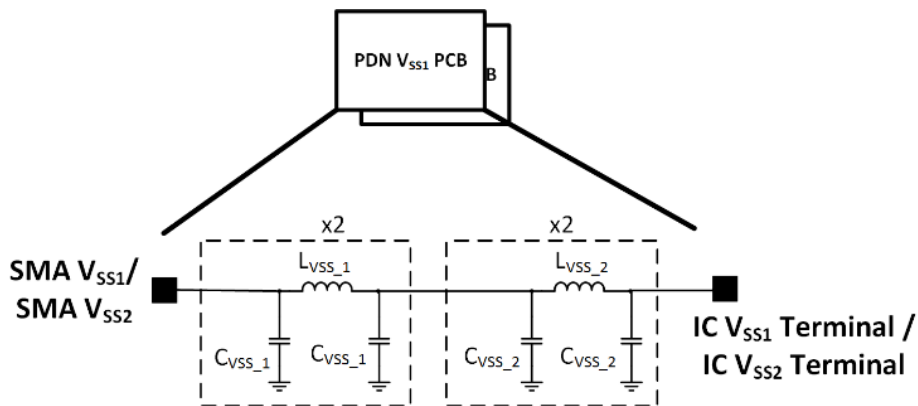 PDN VSS1 PCB
B
x2
x2
SMA VSS1/
SMA VSS2
LVSS_1
LVSS_2
CVSS_1
CVSS_1
CVSS_2
CVSS_2
IC VSS1 Terminal /
IC VSS2 Terminal